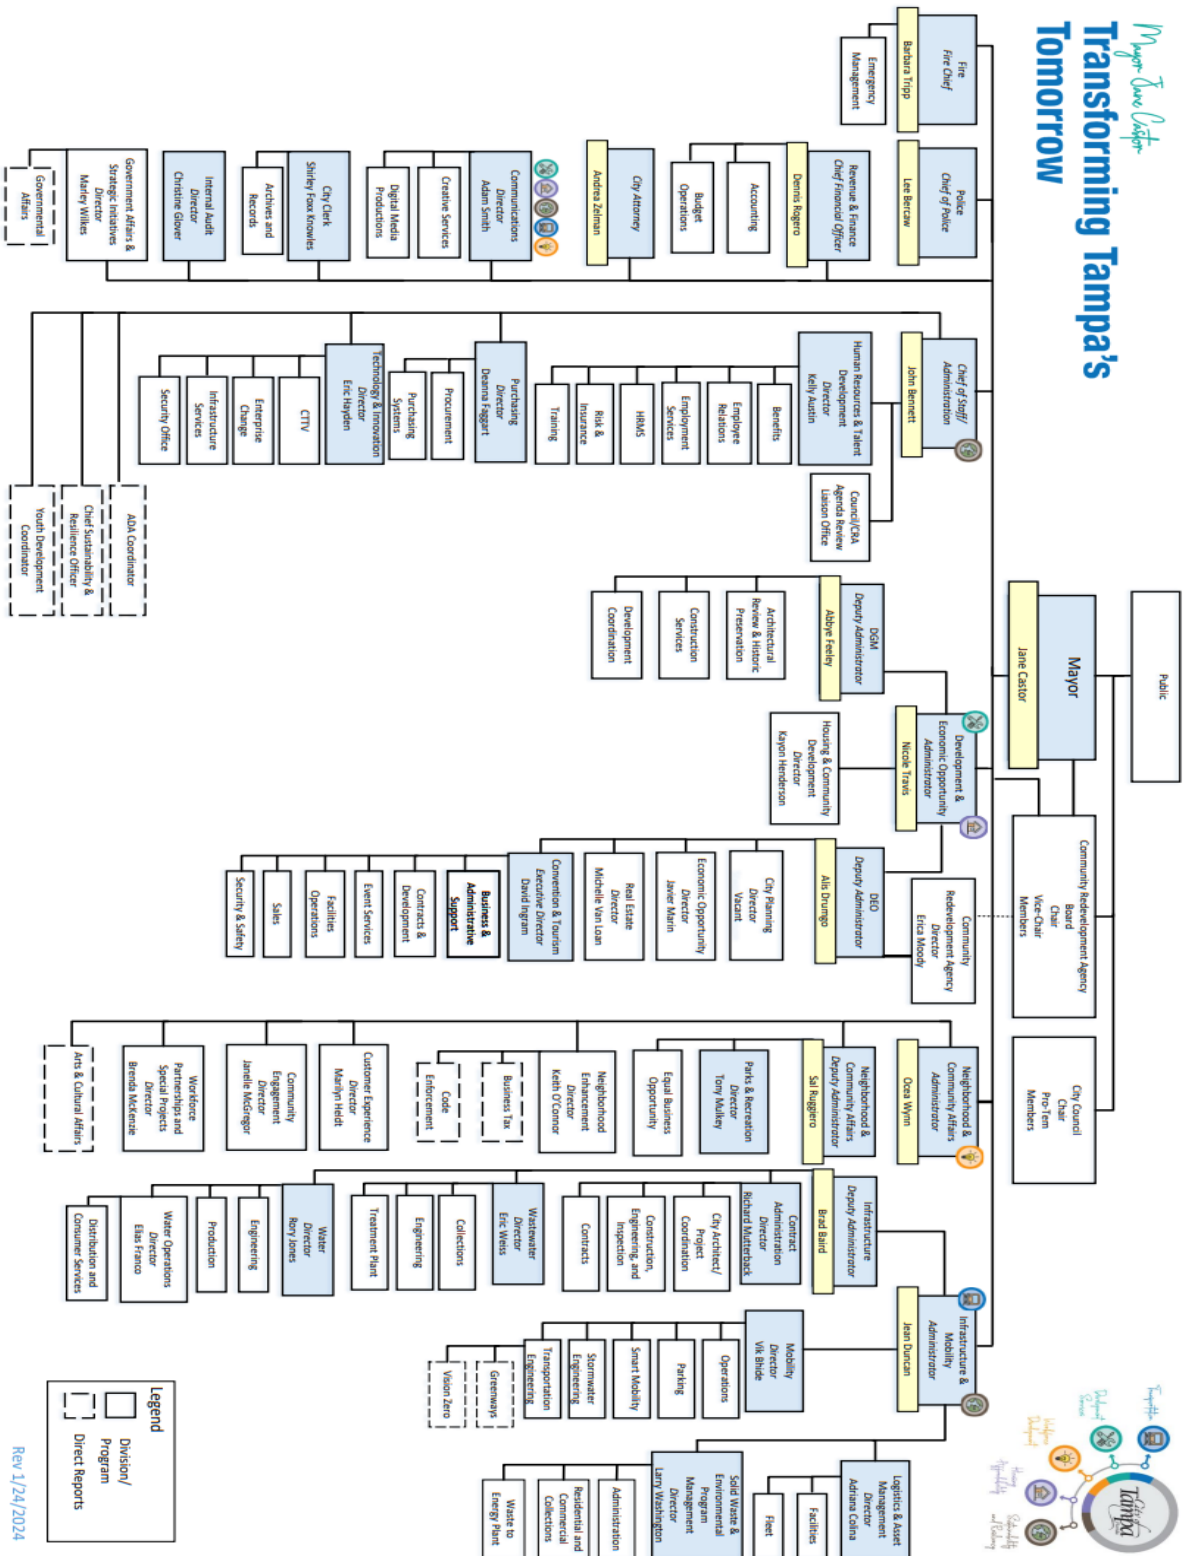 Mayor Jane Castor
Transforming Tampa's
Tomorrow
Transportation
Development
Services
Workforce
Development
Housing
Affordability
Sustainability
and Resiliency
City of
Tampa
Public
Mayor
Jane Castor
Community Redevelopment Agency
Board
Chair
Vice-Chair
Members
City Council
Chair
Pro-Tem
Members
Community
Redevelopment Agency
Director
Erica Moody
Fire
Fire Chief
Barbara Tripp
Emergency
Management
Police
Chief of Police
Lee Bercaw
Revenue & Finance
Chief Financial Officer
Dennis Rogero
Accounting
Budget
Operations
City Attorney
Andrea Zelman
Communications
Director
Adam Smith
Creative Services
Digital Media
Productions
City Clerk
Shirley Foxx Knowles
Archives and
Records
Internal Audit
Director
Christine Glover
Government Affairs &
Strategic Initiatives
Director
Marley Wilkes
Governmental
Affairs
Chief of Staff/
Administration
John Bennett
Human Resources & Talent
Development
Director
Kelly Austin
Council/CRA
Agenda Review
Liaison Office
Benefits
Employee
Relations
Employment
Services
HRMS
Risk &
Insurance
Training
Purchasing
Director
Deanna Faggart
Procurement
Purchasing
Systems
Technology & Innovation
Director
Eric Hayden
CTTV
Enterprise
Change
Infrastructure
Services
Security Office
ADA Coordinator
Chief Sustainability &
Resilience Officer
Youth Development
Coordinator
Development &
Economic Opportunity
Administrator
Nicole Travis
DGM
Deputy Administrator
Abbye Feeley
Architectural
Review & Historic
Preservation
Construction
Services
Development
Coordination
Housing & Community
Development
Director
Kayon Henderson
DEO
Deputy Administrator
Alis Drumgo
City Planning
Director
Vacant
Economic Opportunity
Director
Javier Marin
Real Estate
Director
Michelle Van Loan
Convention & Tourism
Executive Director
David Ingram
Business &
Administrative
Support
Contracts &
Development
Event Services
Facilities
Operations
Sales
Security & Safety
Neighborhood &
Community Affairs
Administrator
Ocea Wynn
Neighborhood &
Community Affairs
Deputy Administrator
Sal Ruggiero
Parks & Recreation
Director
Tony Mulkey
Equal Business
Opportunity
Neighborhood
Enhancement
Director
Keith O'Connor
Business Tax
Code
Enforcement
Customer Experience
Director
Marilyn Heidt
Community
Engagement
Director
Janelle McGregor
Workforce
Partnerships and
Special Projects
Director
Brenda McKenzie
Arts & Cultural Affairs
Infrastructure &
Mobility
Administrator
Jean Duncan
Infrastructure
Deputy Administrator
Brad Baird
Contract
Administration
Director
Richard Mutterback
City Architect/
Project
Coordination
Construction,
Engineering, and
Inspection
Contracts
Wastewater
Director
Eric Weiss
Collections
Engineering
Treatment Plant
Water
Director
Rory Jones
Engineering
Production
Water Operations
Director
Elias Franco
Distribution and
Consumer Services
Mobility
Director
Vik Bhide
Operations
Parking
Smart Mobility
Stormwater
Engineering
Transportation
Engineering
Greenways
Vision Zero
Logistics & Asset
Management
Director
Adriana Colina
Facilities
Fleet
Solid Waste &
Environmental
Program
Management
Director
Larry Washington
Administration
Residential and
Commercial
Collections
Waste to
Energy Plant
Legend
Division/
Program
Direct Reports
Rev 1/24/2024